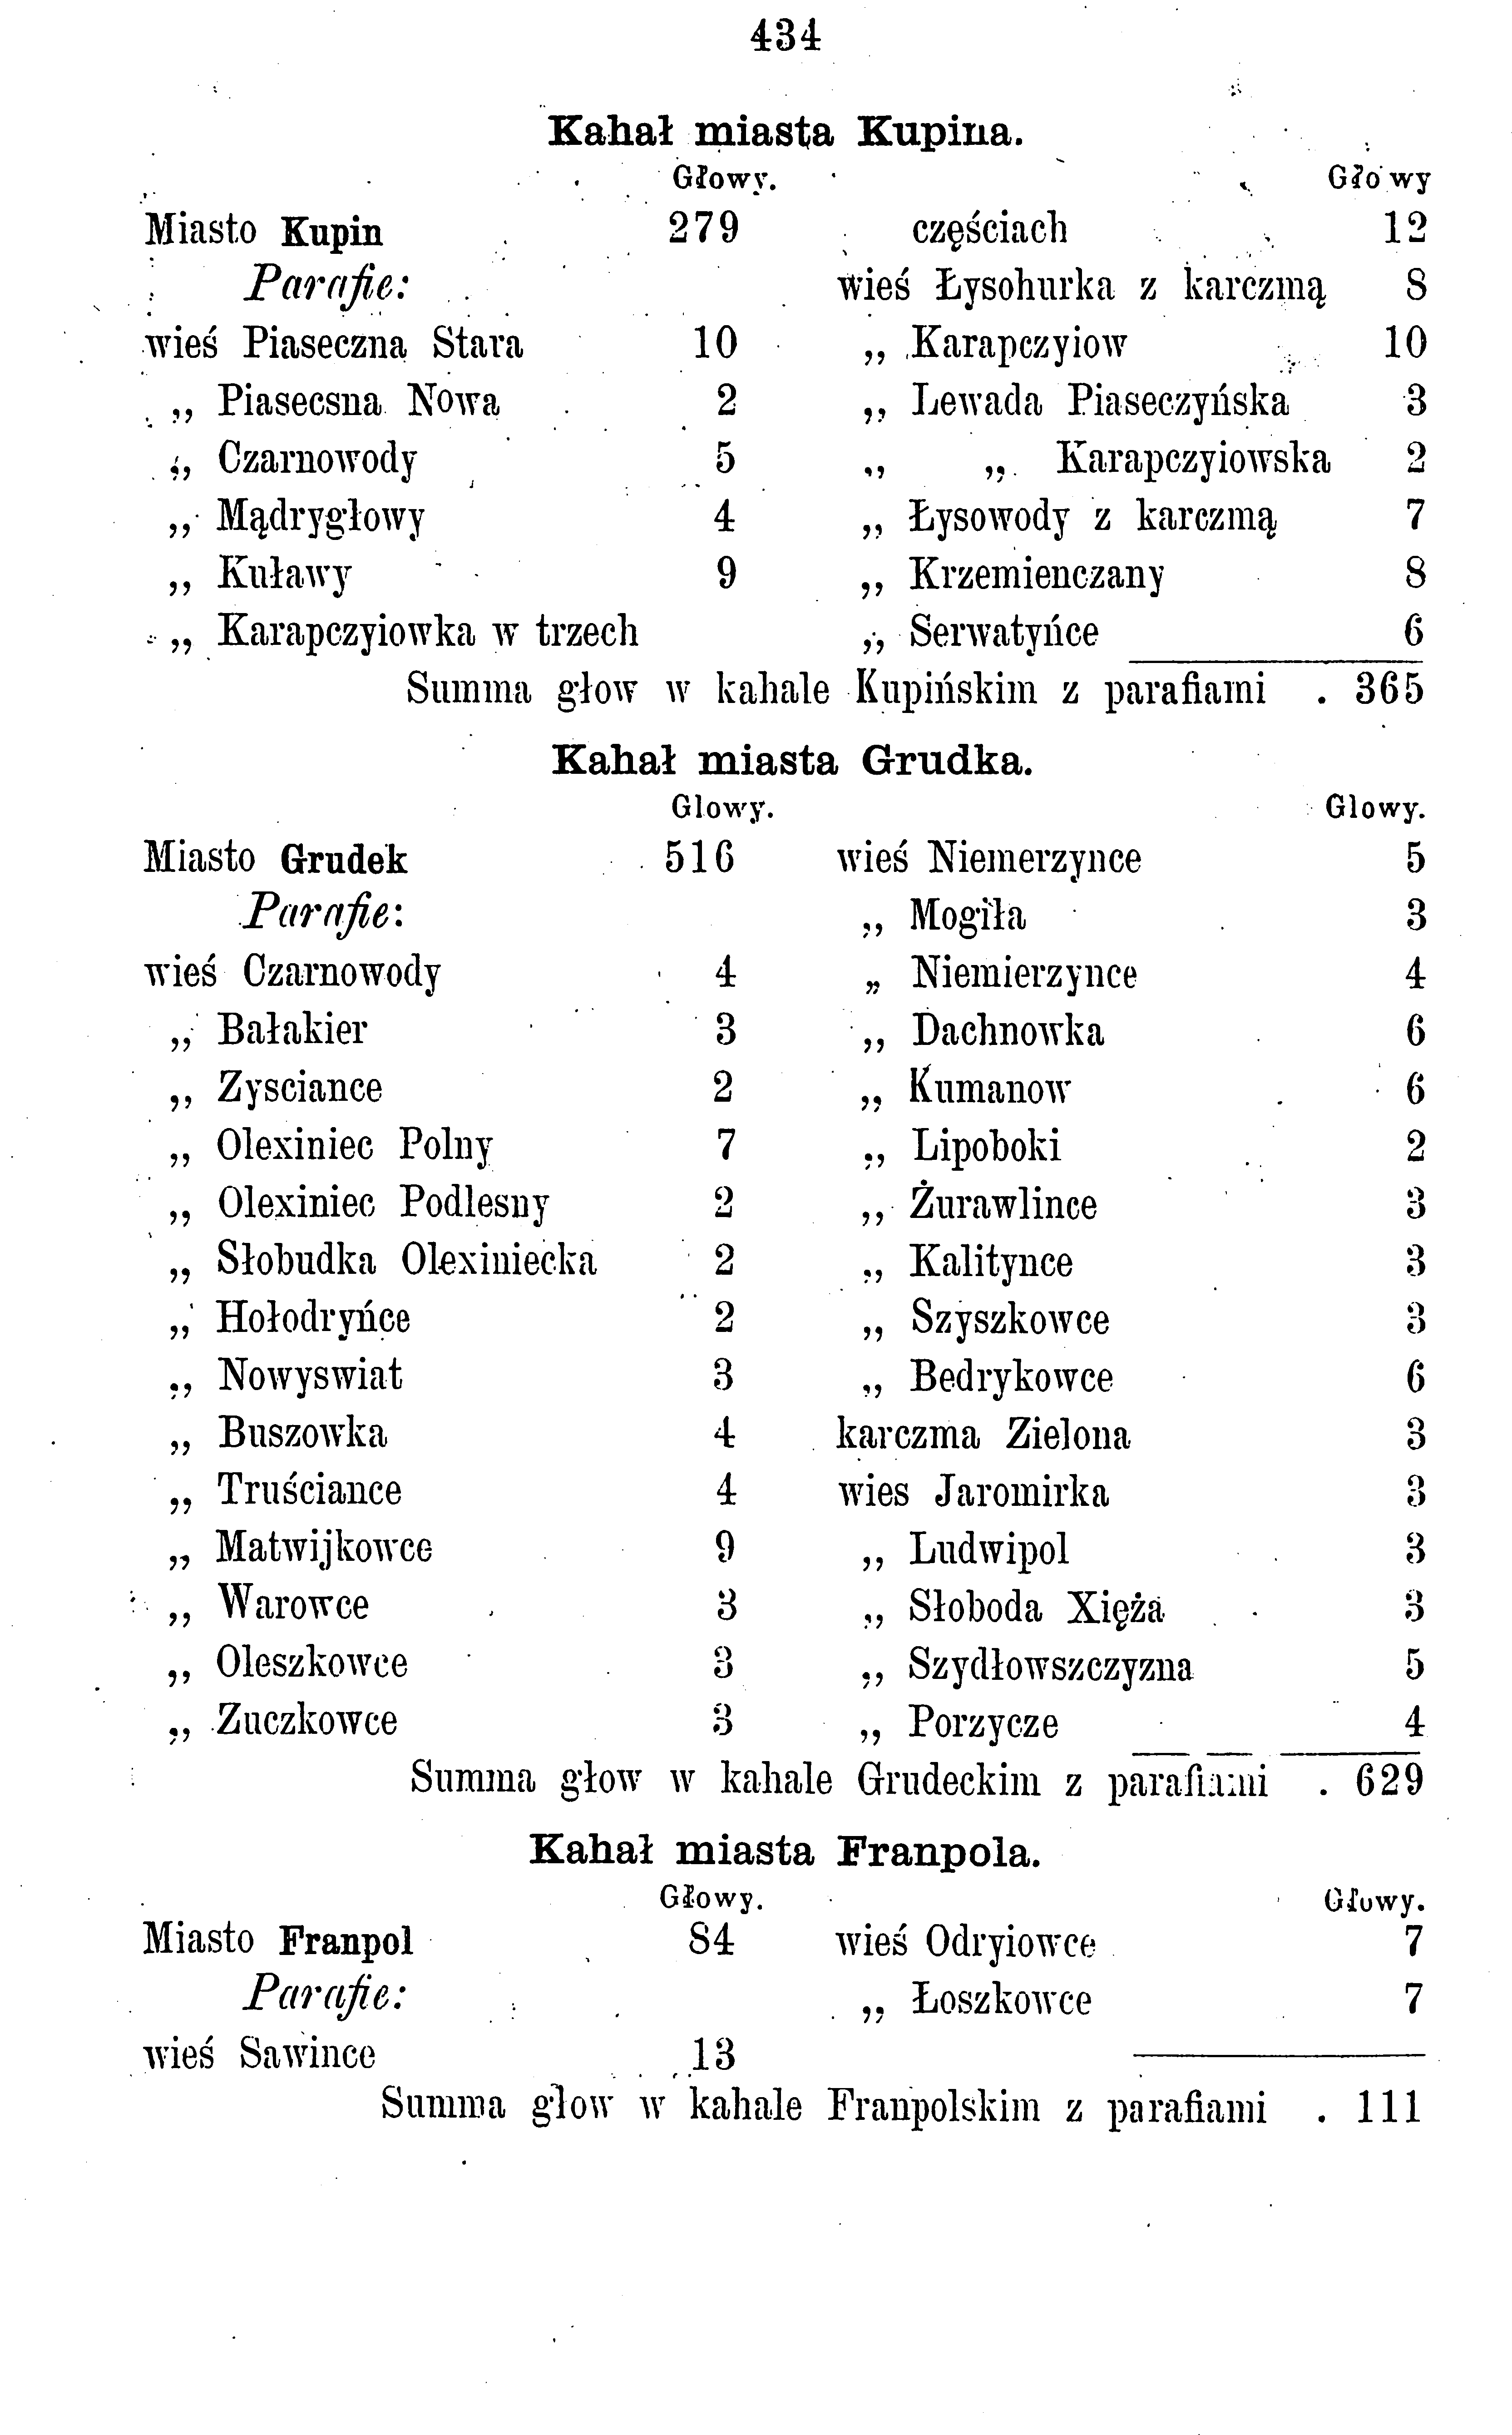 434
Kahał miasta Kupina.
Głowy.
Miasto Kupin 279
Parafie:
wieś Piaseczna Stara 10
„ Piasecsna Nowa 2
„ Czarnowody 5
„ Mądrygłowy 4
„ Kuławy 9
„ Karapczyiowka w trzech
Głowy
częściach 12
wieś Łysohurka z karczmą 8
„ Karapczyiow 10
„ Lewada Piaseczyńska 3
„ „ Karapczyiowska 2
„ Łysowody z karczmą 7
„ Krzemienczany 8
„ Serwatyńce 6
Summa głow w kahale Kupińskim z parafiami . 365
Kahał miasta Grudka.
Glowy.
Miasto Grudek 516
Parafie:
wieś Czarnowody 4
„ Bałakier 3
„ Zysciance 2
„ Olexiniec Polny 7
„ Olexiniec Podlesny 2
„ Słobudka Olexiniecka 2
„ Hołodryńce 2
„ Nowyswiat 3
„ Buszowka 4
„ Truściance 4
„ Matwijkowce 9
„ Warowce 3
„ Oleszkowce 3
„ Zuczkowce 3
Glowy.
wieś Niemerzynce 5
„ Mogiła 3
„ Niemierzynce 4
„ Dachnowka 6
„ Kumanow 6
„ Lipoboki 2
„ Żurawlince 3
„ Kalitynce 3
„ Szyszkowce 3
„ Bedrykowce 6
karczma Zielona 3
wies Jaromirka 3
„ Ludwipol 3
„ Słoboda Xięża 3
„ Szydłowszczyzna 5
„ Porzycze 4
Summa głow w kahale Grudeckim z parafiami . 629
Kahał miasta Franpola.
Głowy.
Miasto Franpol 84
Parafie:
wieś Sawince 13
Głowy.
wieś Odryiowce 7
„ Łoszkowce 7
Summa głow w kahale Franpolskim z parafiami . 111